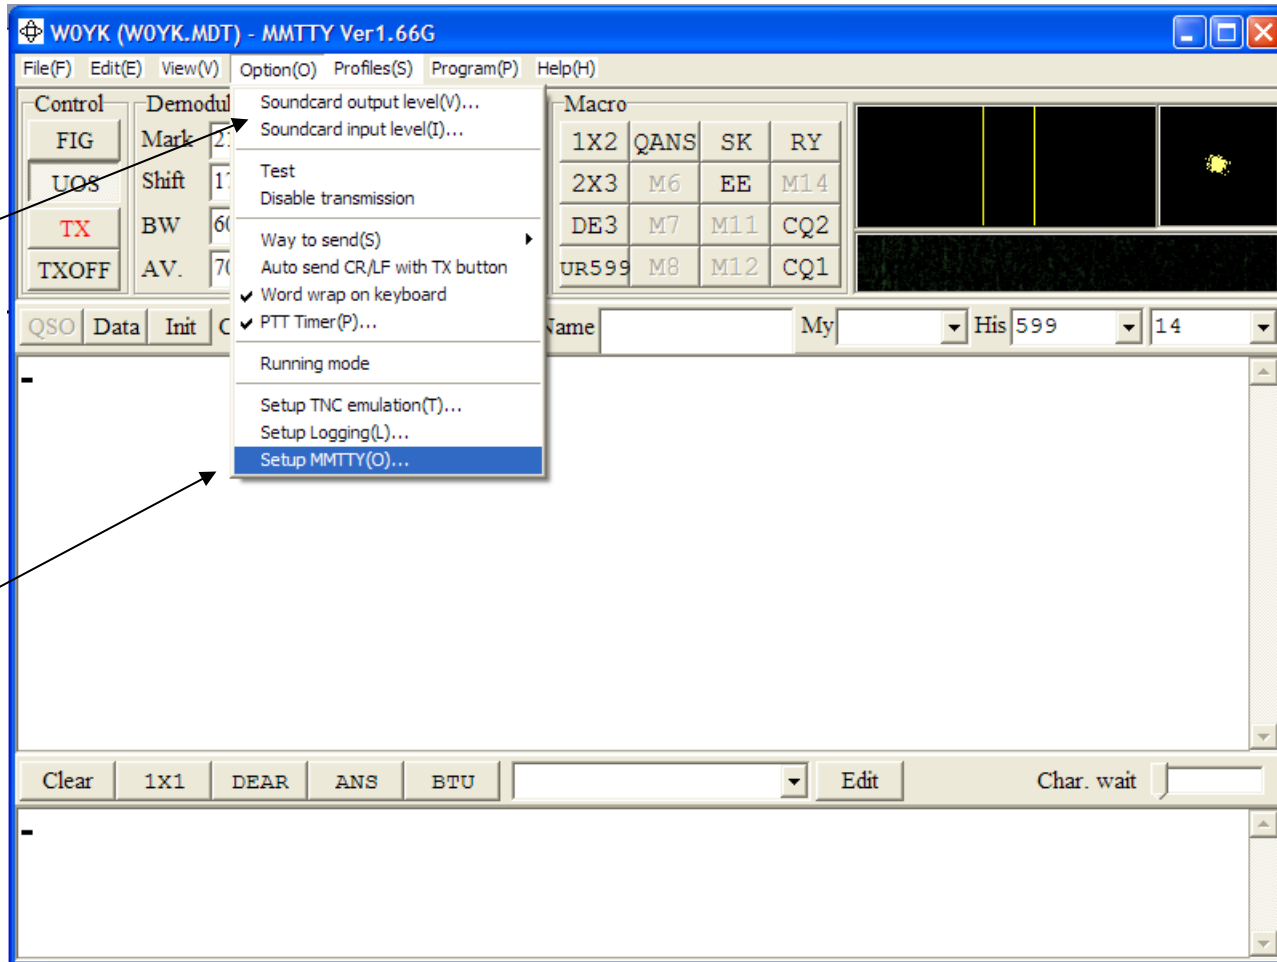 W0YK (W0YK.MDT) - MMTTY Ver1.66G
File(F) Edit(E) View(V) Option(O) Profiles(S) Program(P) Help(H)
Control
FIG
UOS
TX
TXOFF
Mark
Shift
BW
AV.
Soundcard output level(V)...
Soundcard input level(I)...
Test
Disable transmission
Way to send(S)
Auto send CR/LF with TX button
Word wrap on keyboard
PTT Timer(P)...
Running mode
Setup TNC emulation(T)...
Setup Logging(L)...
Setup MMTTY(O)...
Macro
1X2 QANS SK RY
2X3 M6 EE M14
DE3 M7 M11 CQ2
UR599 M8 M12 CQ1
QSO Data Init Name My His 599 14
Clear 1X1 DEAR ANS BTU Edit Char. wait